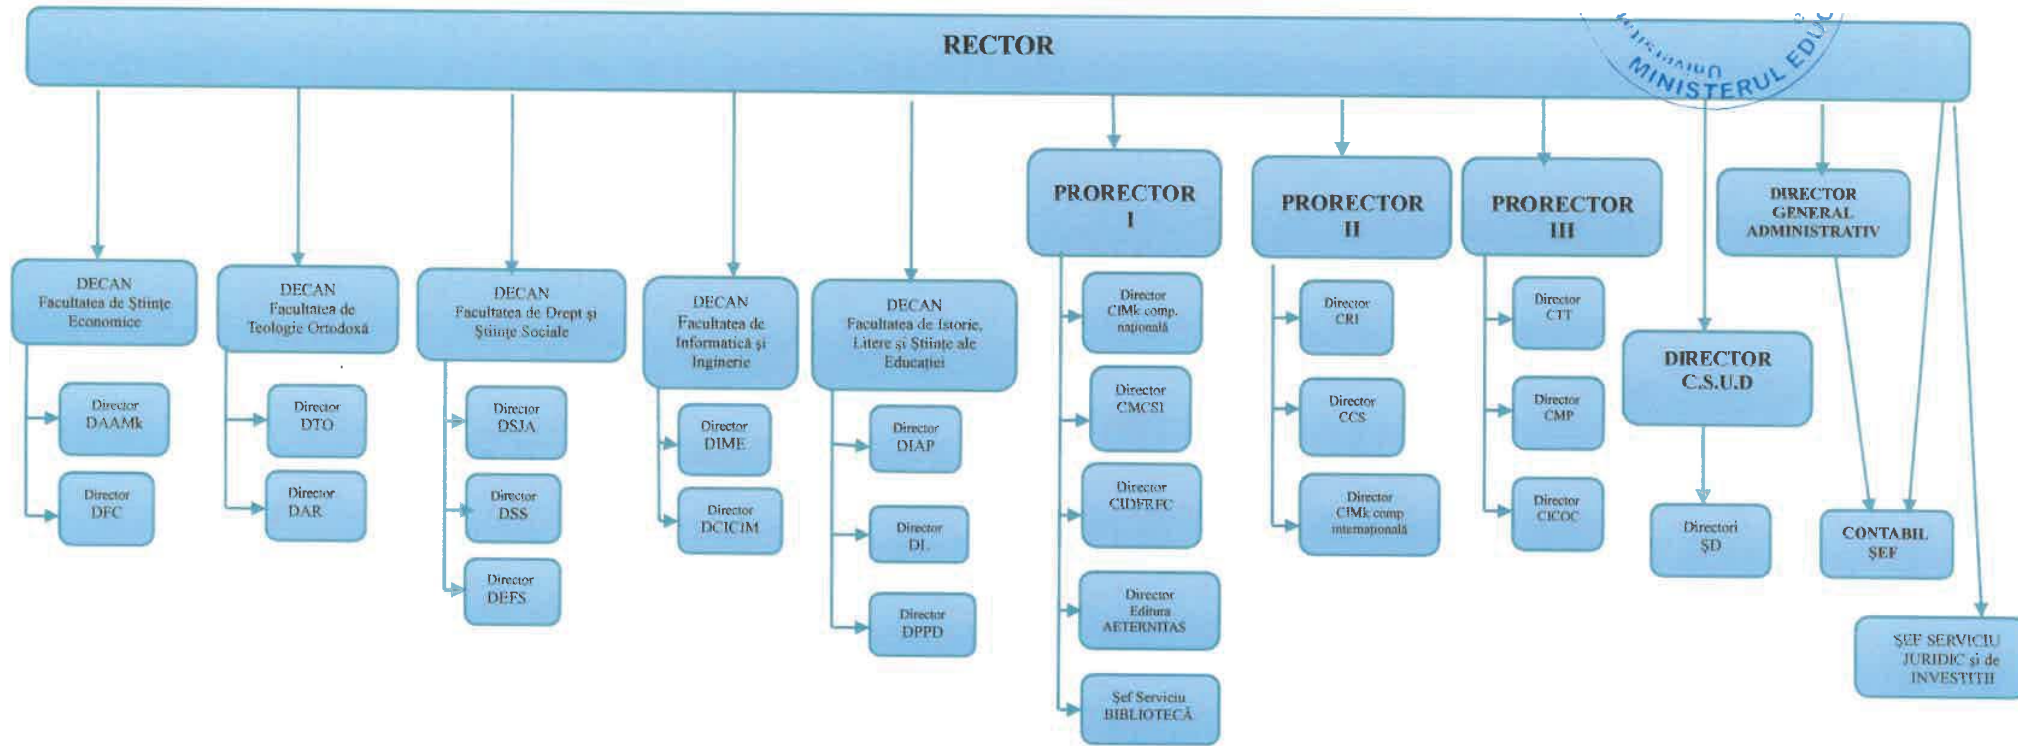 RECTOR
Universit
MINISTERUL EDUC
DECAN
Facultatea de Științe
Economice
Director
DAAMk
Director
DFC
DECAN
Facultatea de
Teologie Ortodoxă
Director
DTO
Director
DAR
DECAN
Facultatea de Drept și
Științe Sociale
Director
DSJA
Director
DSS
Director
DEFS
DECAN
Facultatea de
Informatică și
Inginerie
Director
DIME
Director
DCICIM
DECAN
Facultatea de Istorie,
Litere și Științe ale
Educației
Director
DIAP
Director
DL
Director
DPPD
PRORECTOR
I
Director
CIMk comp.
națională
Director
CMCSI
Director
CIDFRFC
Director
Editura
AETERNITAS
Șef Serviciu
BIBLIOTECĂ
PRORECTOR
II
Director
CRI
Director
CCS
Director
CIMk comp
internațională
PRORECTOR
III
Director
CTT
Director
CMP
Director
CICOC
DIRECTOR
C.S.U.D
Directori
ȘD
DIRECTOR
GENERAL
ADMINISTRATIV
CONTABIL
ȘEF
ȘEF SERVICIU
JURIDIC și de
INVESTITII